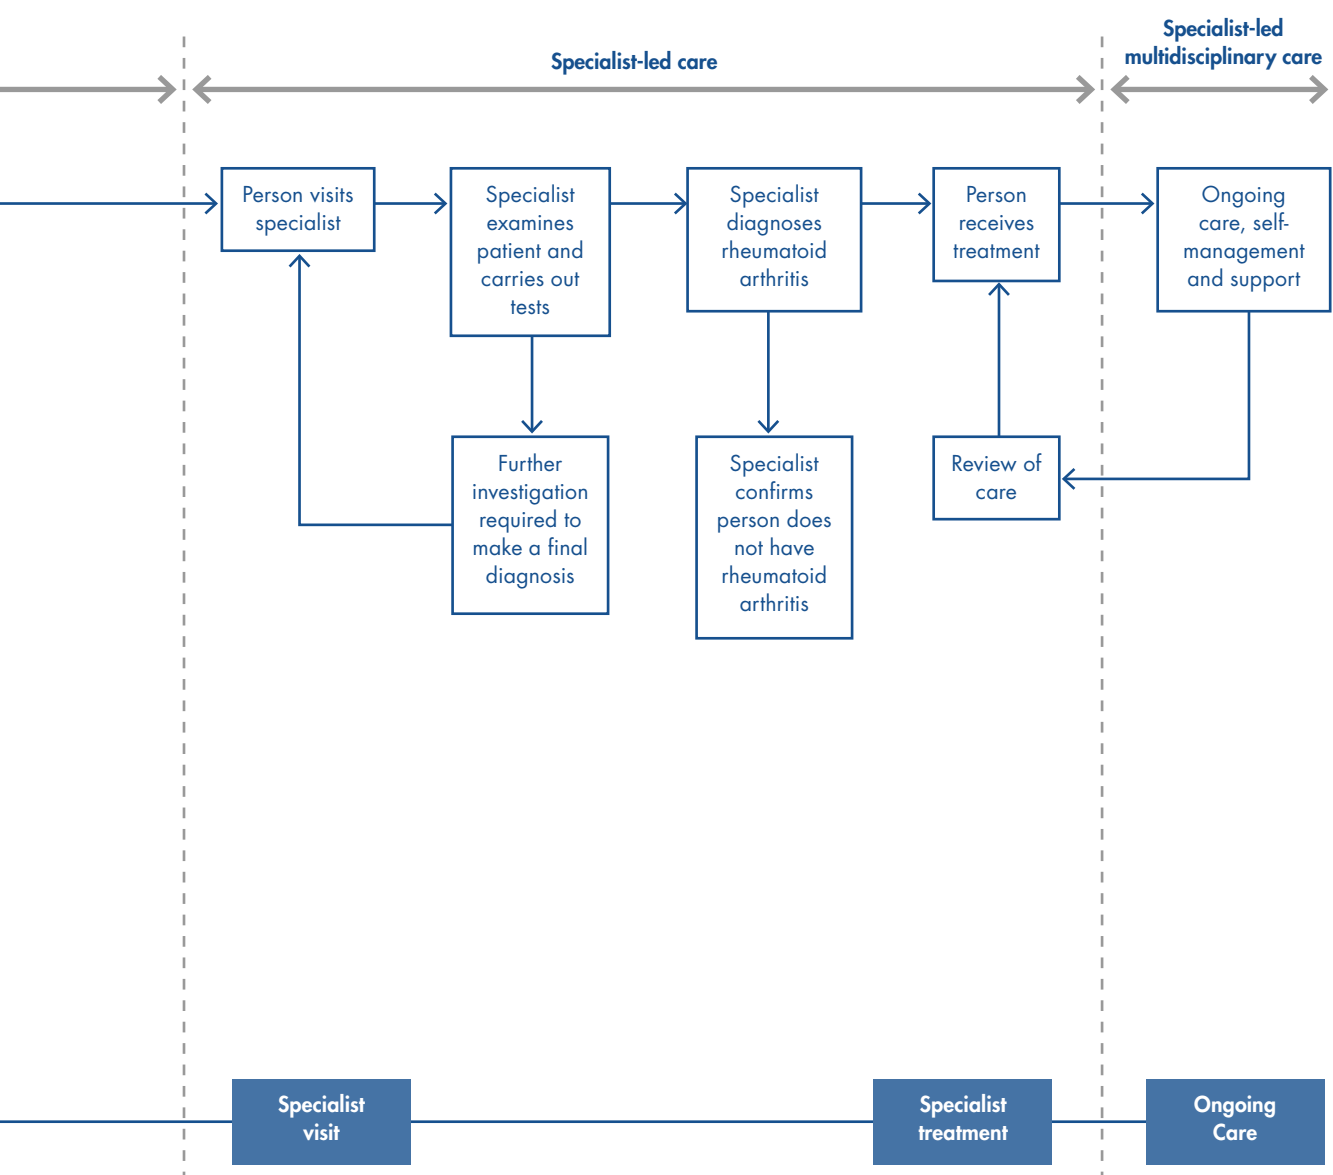 Specialist-led care
Specialist-led
multidisciplinary care
Person visits
specialist
Specialist
examines
patient and
carries out
tests
Specialist
diagnoses
rheumatoid
arthritis
Person
receives
treatment
Ongoing
care, self-
management
and support
Further
investigation
required to
make a final
diagnosis
Specialist
confirms
person does
not have
rheumatoid
arthritis
Review of
care
Specialist
visit
Specialist
treatment
Ongoing
Care